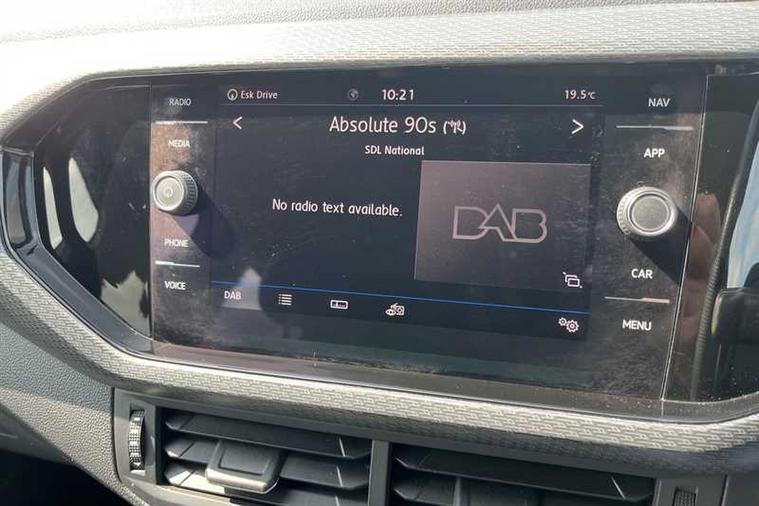 RADIO
MEDIA
PHONE
VOICE
Esk Drive 10:21 19.5°C
Absolute 90s
SDL National
No radio text available.
DAB
DAB
NAV
APP
CAR
MENU